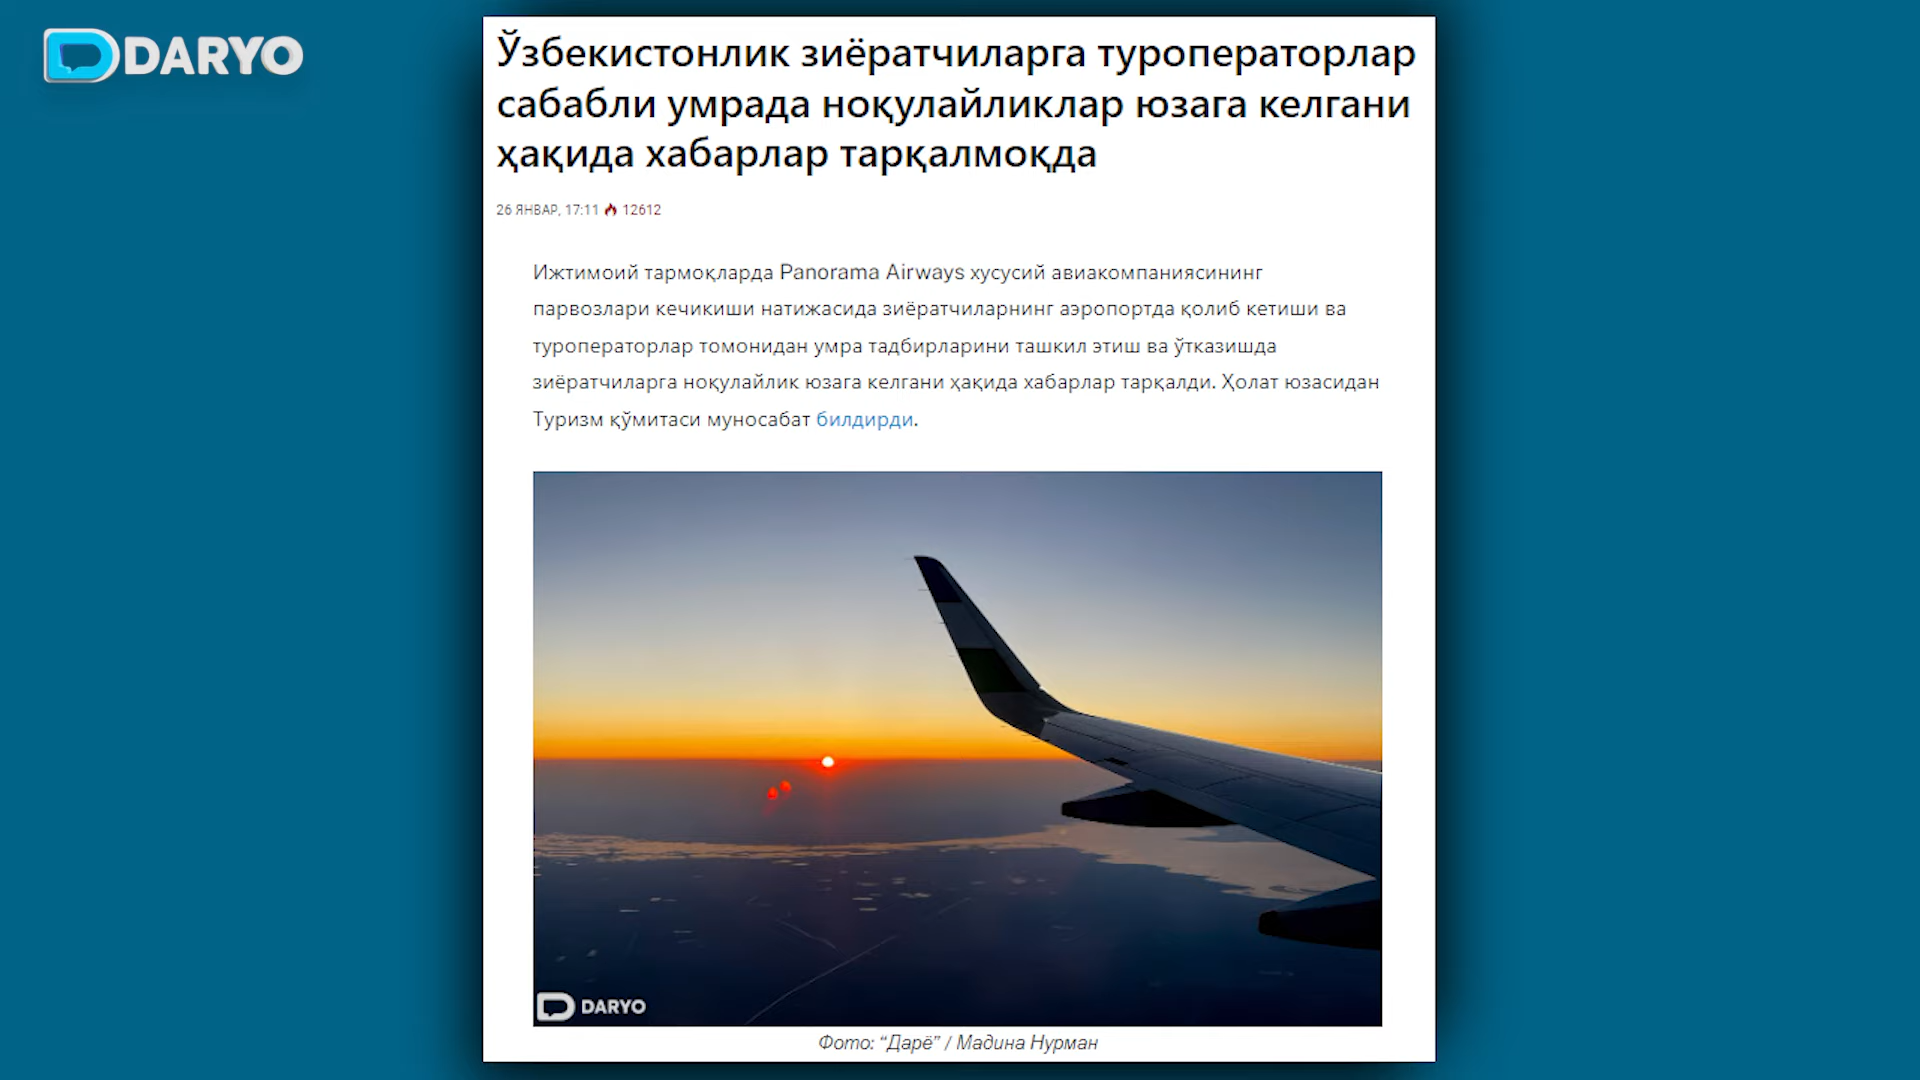 DARYO
Ўзбекистонлик зиёратчиларга туроператорлар
сабабли умрада ноқулайликлар юзага келгани
ҳақида хабарлар тарқалмоқда
26 ЯНВАР, 17:11 12612
Ижтимоий тармоқларда Panorama Airways хусусий авиакомпаниясининг
парвозлари кечикиши натижасида зиёратчиларнинг аэропортда қолиб кетиши ва
туроператорлар томонидан умра тадбирларини ташкил этиш ва ўтказишда
зиёратчиларга ноқулайлик юзага келгани ҳақида хабарлар тарқалди. Ҳолат юзасидан
Туризм қўмитаси муносабат билдирди.
DARYO
Фото: “Дарё” / Мадина Нурман